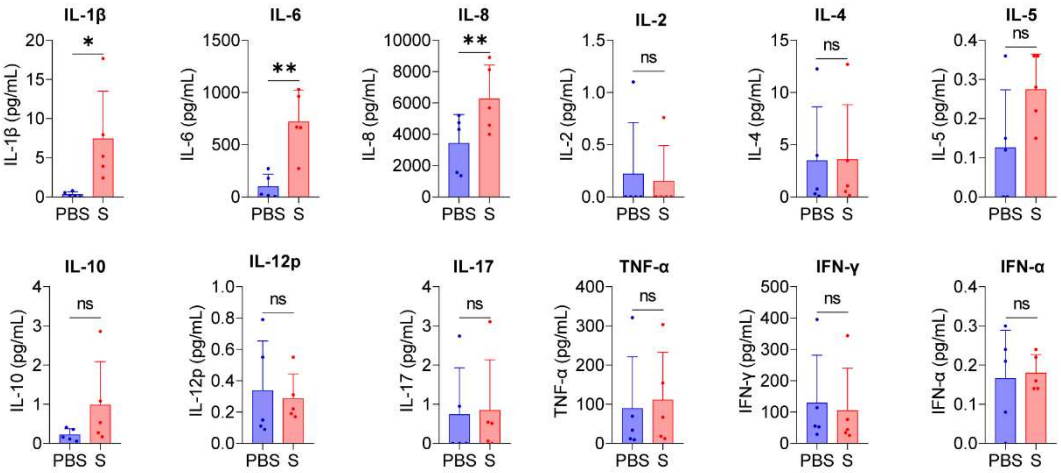 IL-1β
IL-6
IL-8
IL-2
IL-4
IL-5
IL-1β (pg/mL)
20
15
10
5
0
*
PBS S
IL-6 (pg/mL)
1500
1000
500
0
**
PBS S
IL-8 (pg/mL)
10000
8000
6000
4000
2000
0
**
PBS S
IL-2 (pg/mL)
1.5
1.0
0.5
0.0
ns
PBS S
IL-4 (pg/mL)
15
10
5
0
ns
PBS S
IL-5 (pg/mL)
0.4
0.3
0.2
0.1
0.0
ns
PBS S
IL-10
IL-12p
IL-17
TNF-α
IFN-γ
IFN-α
IL-10 (pg/mL)
4
3
2
1
0
ns
PBS S
IL-12p (pg/mL)
1.0
0.8
0.6
0.4
0.2
0.0
ns
PBS S
IL-17 (pg/mL)
4
3
2
1
0
ns
PBS S
TNF-α (pg/mL)
400
300
200
100
0
ns
PBS S
IFN-γ (pg/mL)
500
400
300
200
100
0
ns
PBS S
IFN-α (pg/mL)
0.4
0.3
0.2
0.1
0.0
ns
PBS S